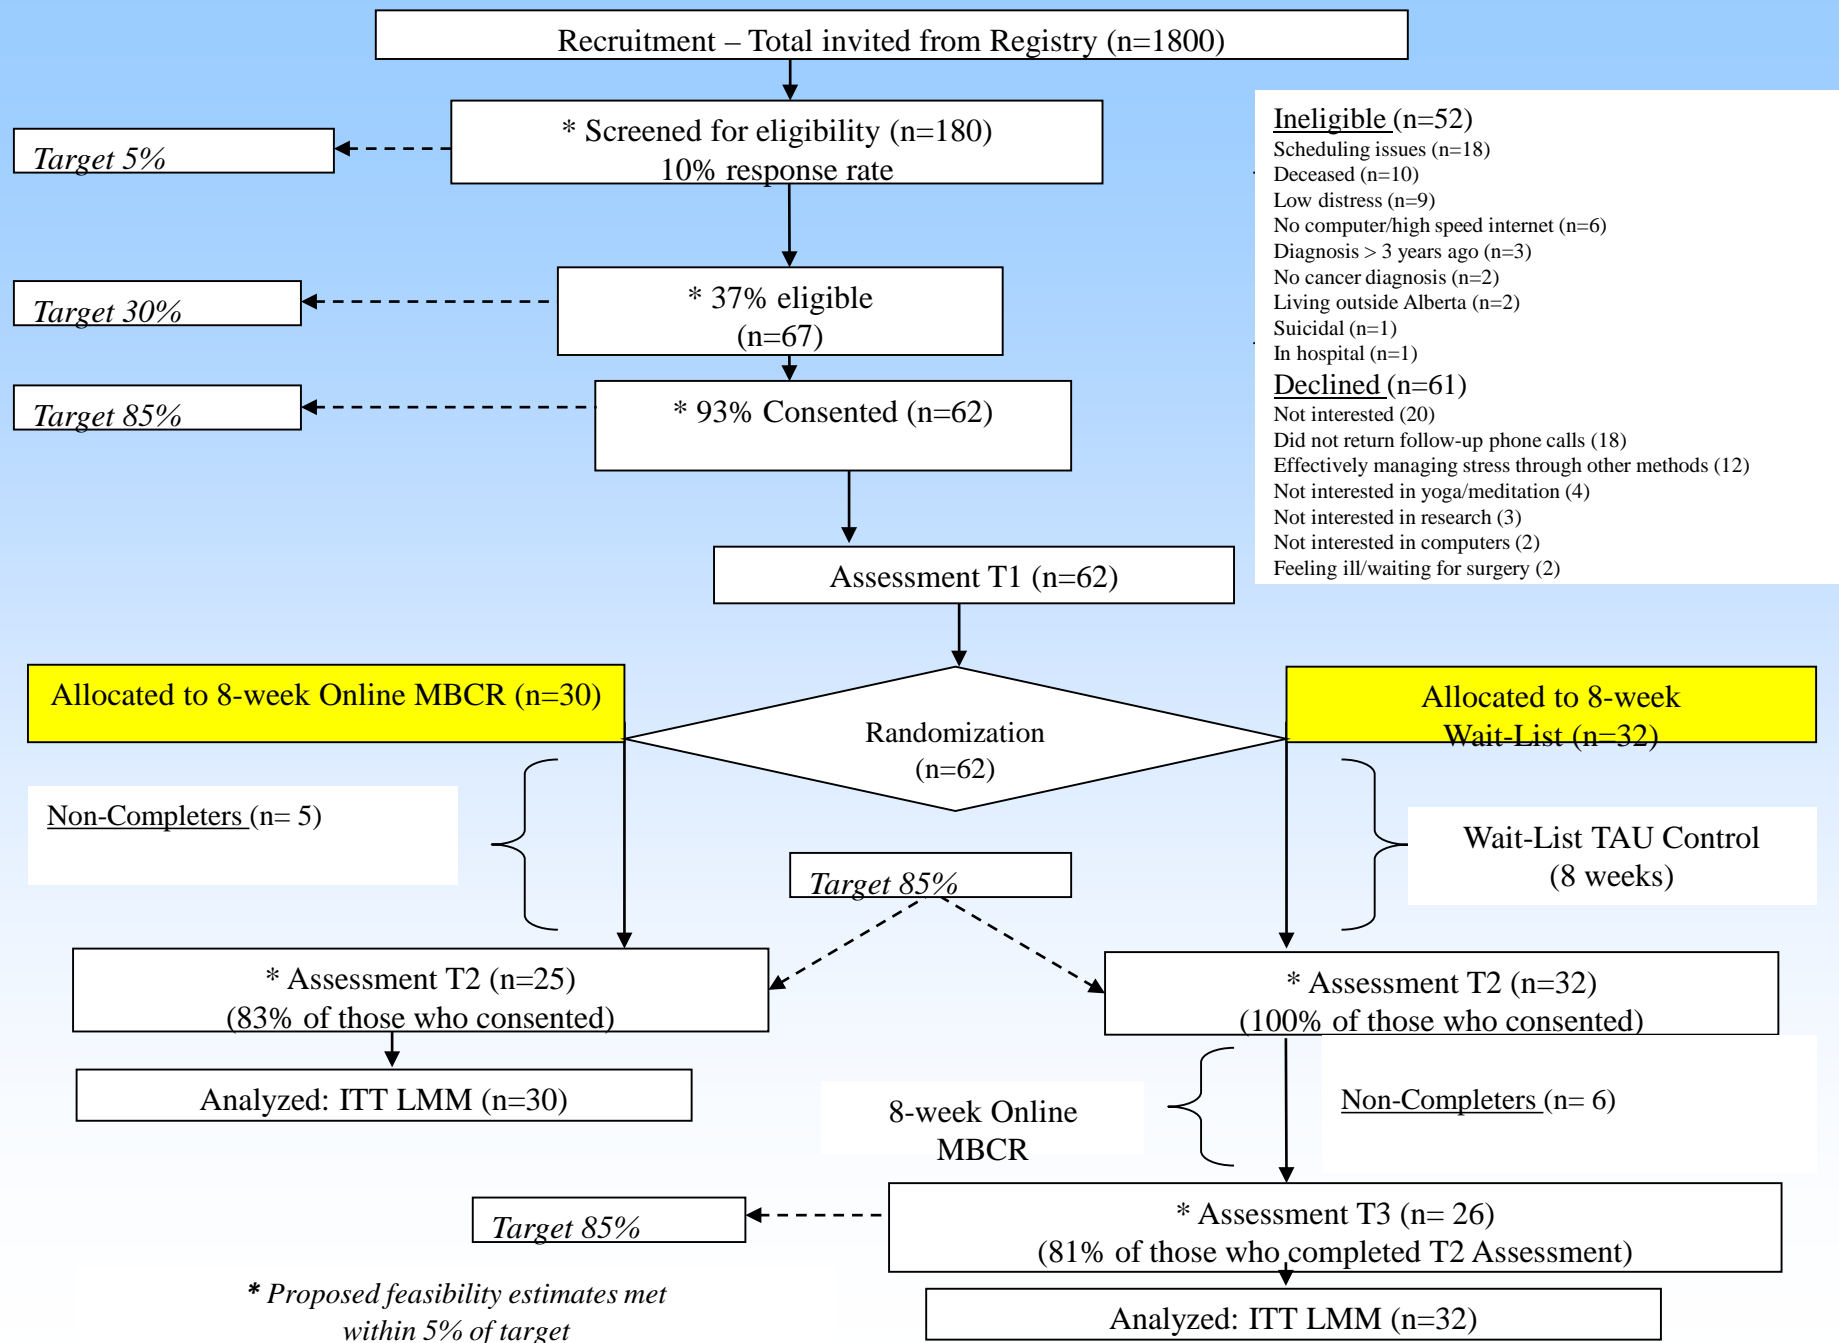 Recruitment – Total invited from Registry (n=1800)
* Screened for eligibility (n=180)
10% response rate
Target 5%
Ineligible (n=52)
Scheduling issues (n=18)
Deceased (n=10)
Low distress (n=9)
No computer/high speed internet (n=6)
Diagnosis > 3 years ago (n=3)
No cancer diagnosis (n=2)
Living outside Alberta (n=2)
Suicidal (n=1)
In hospital (n=1)
Declined (n=61)
Not interested (20)
Did not return follow-up phone calls (18)
Effectively managing stress through other methods (12)
Not interested in yoga/meditation (4)
Not interested in research (3)
Not interested in computers (2)
Feeling ill/waiting for surgery (2)
* 37% eligible
(n=67)
Target 30%
* 93% Consented (n=62)
Target 85%
Assessment T1 (n=62)
Allocated to 8-week Online MBCR (n=30)
Randomization
(n=62)
Allocated to 8-week
Wait-List (n=32)
Non-Completers (n= 5)
Wait-List TAU Control
(8 weeks)
Target 85%
* Assessment T2 (n=25)
(83% of those who consented)
* Assessment T2 (n=32)
(100% of those who consented)
Analyzed: ITT LMM (n=30)
8-week Online
MBCR
Non-Completers (n= 6)
Target 85%
* Assessment T3 (n= 26)
(81% of those who completed T2 Assessment)
* Proposed feasibility estimates met
within 5% of target
Analyzed: ITT LMM (n=32)